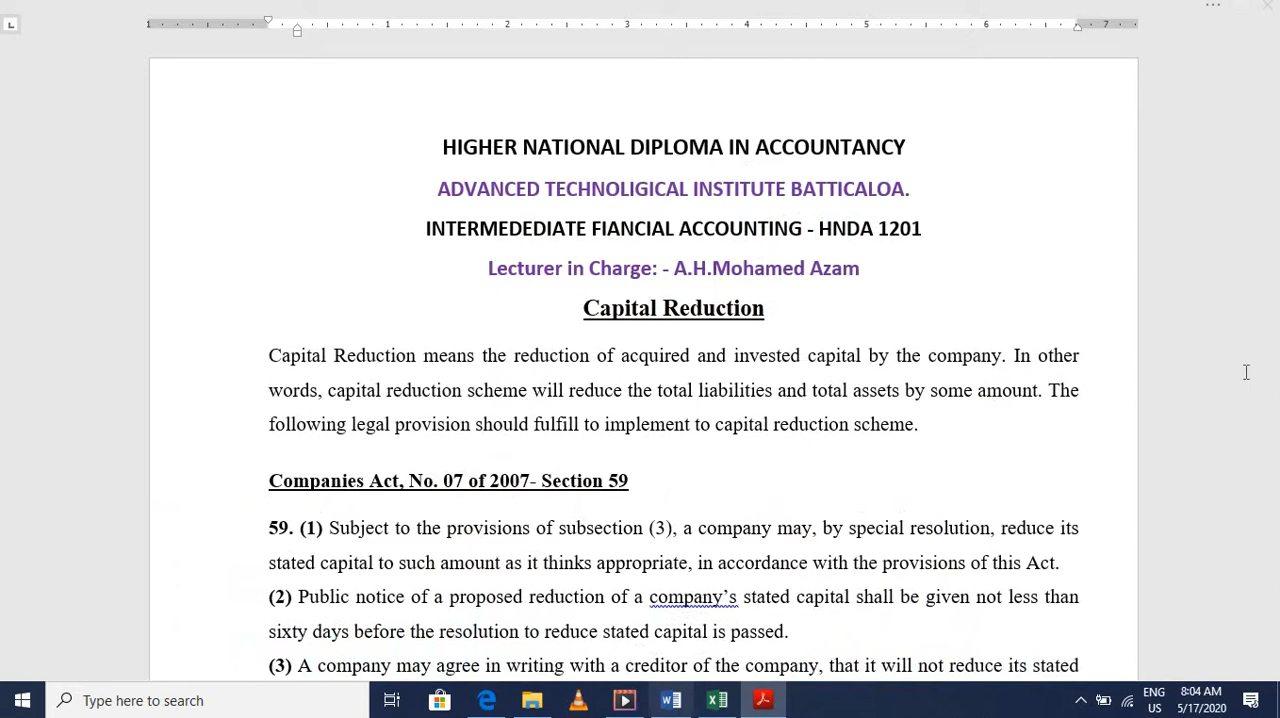 1 1 2 3 4 5 6 7
HIGHER NATIONAL DIPLOMA IN ACCOUNTANCY
ADVANCED TECHNOLIGICAL INSTITUTE BATTICALOA.
INTERMEDEDIATE FIANCIAL ACCOUNTING - HNDA 1201
Lecturer in Charge: - A.H.Mohamed Azam
Capital Reduction
Capital Reduction means the reduction of acquired and invested capital by the company. In other
words, capital reduction scheme will reduce the total liabilities and total assets by some amount. The
following legal provision should fulfill to implement to capital reduction scheme.
Companies Act, No. 07 of 2007- Section 59
59. (1) Subject to the provisions of subsection (3), a company may, by special resolution, reduce its
stated capital to such amount as it thinks appropriate, in accordance with the provisions of this Act.
(2) Public notice of a proposed reduction of a company’s stated capital shall be given not less than
sixty days before the resolution to reduce stated capital is passed.
(3) A company may agree in writing with a creditor of the company, that it will not reduce its stated
Type here to search
ENG
US
8:04 AM
5/17/2020